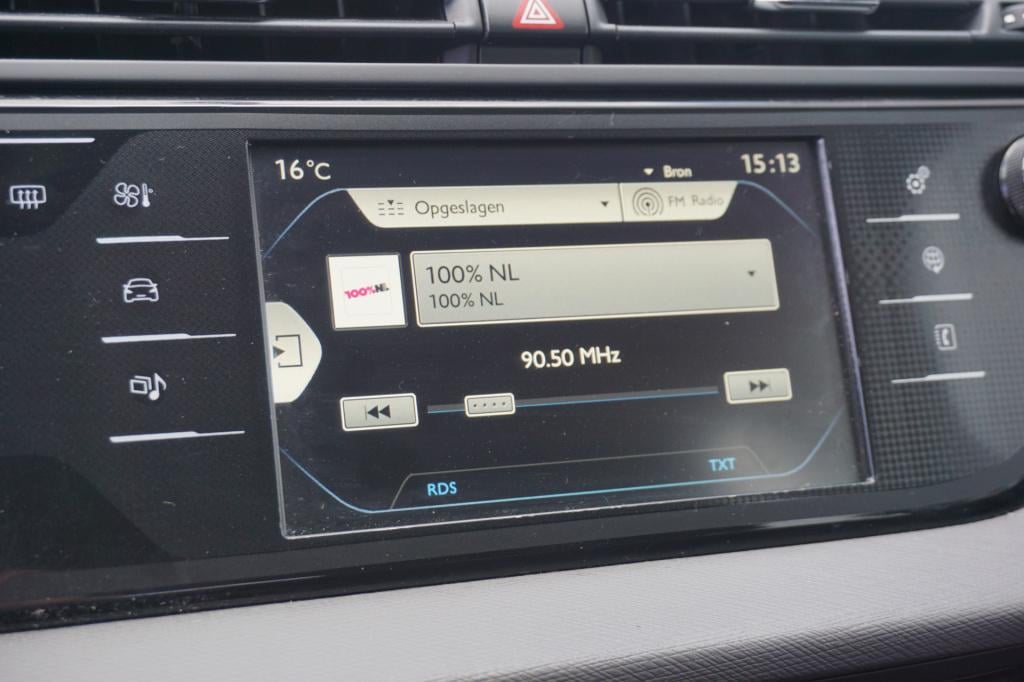 16°C
Bron
15:13
Opgeslagen
FM Radio
100%NL
100% NL
100% NL
90.50 MHz
RDS
TXT